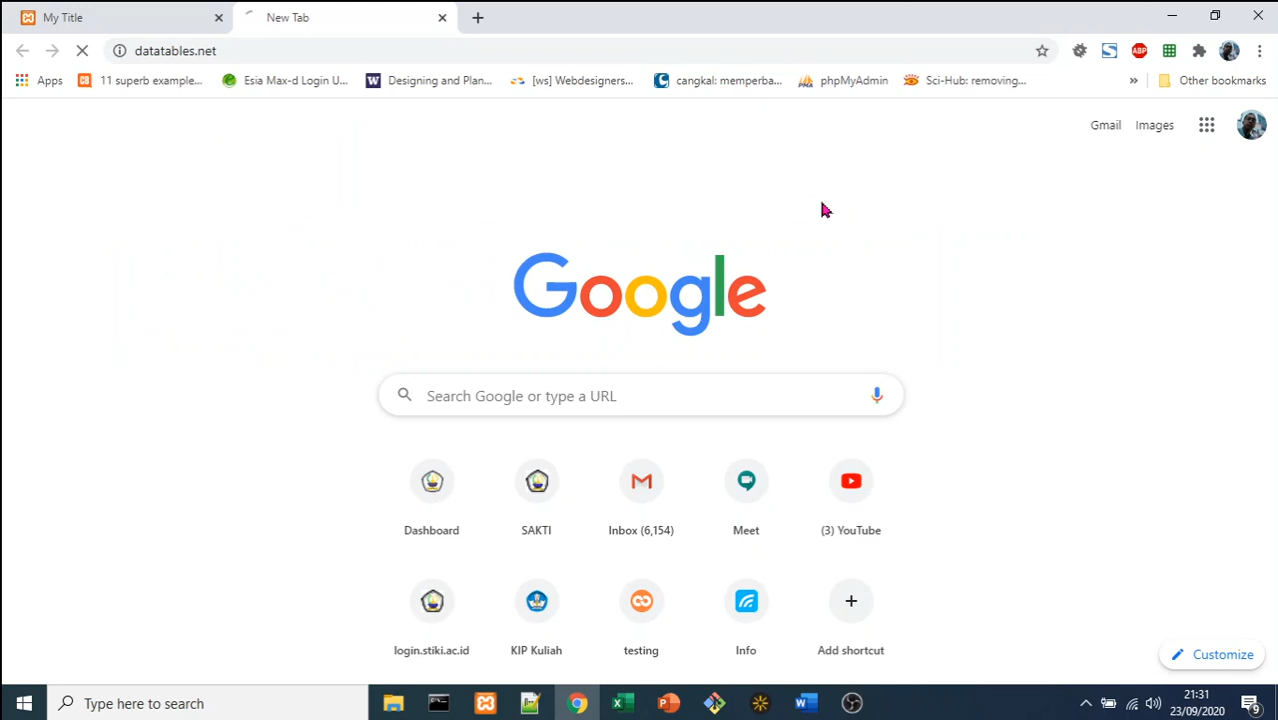 My Title
New Tab
datatables.net
Apps
11 superb example...
Esia Max-d Login U...
Designing and Plan...
[ws] Webdesigners...
cangkal: memperba...
phpMyAdmin
Sci-Hub: removing...
»
Other bookmarks
ABP
PMA
Gmail
Images
Google
Search Google or type a URL
Dashboard
SAKTI
Inbox (6,154)
Meet
(3) YouTube
login.stiki.ac.id
KIP Kuliah
testing
Info
Add shortcut
Customize
Type here to search
21:31
23/09/2020
9